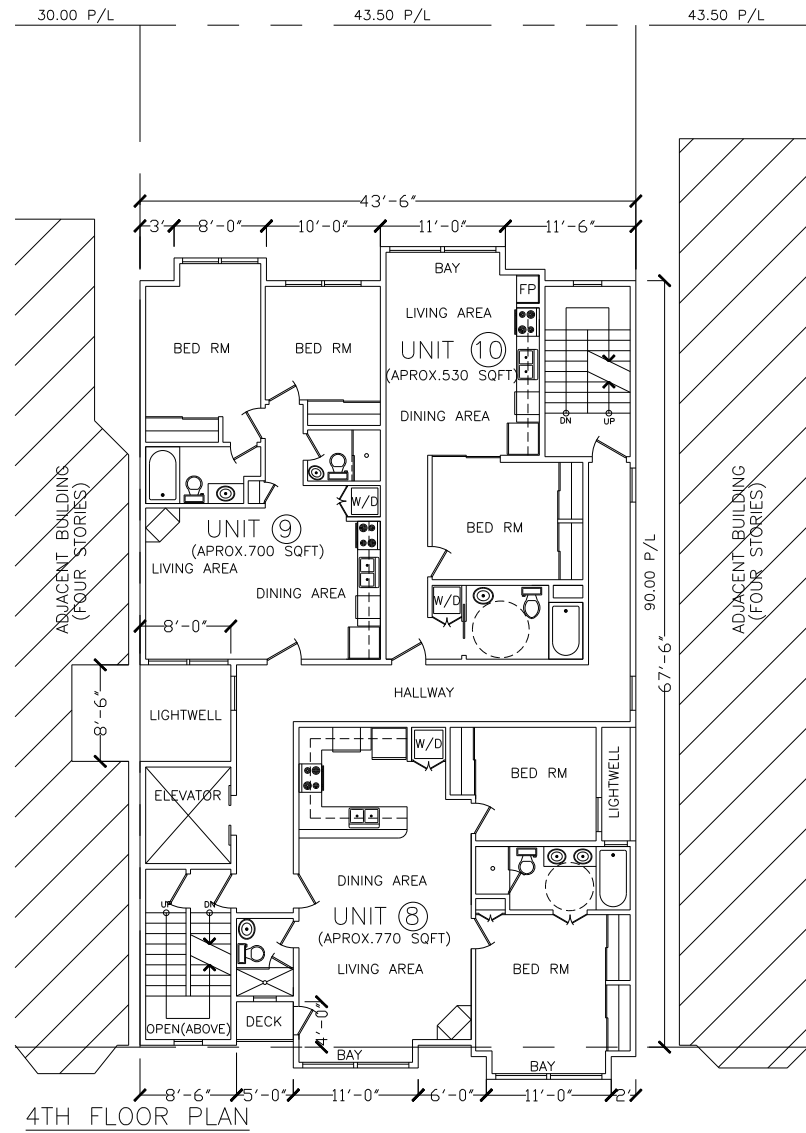 30.00 P/L
43.50 P/L
43.50 P/L
43'-6"
3'
8'-0"
10'-0"
11'-0"
11'-6"
BAY
FP
LIVING AREA
BED RM
BED RM
UNIT 10
(APROX.530 SQFT)
DINING AREA
DN
UP
ADJACENT BUILDING
(FOUR STORIES)
ADJACENT BUILDING
(FOUR STORIES)
W/D
UNIT 9
(APROX.700 SQFT)
BED RM
LIVING AREA
DINING AREA
90.00 P/L
W/D
8'-0"
67'-6"
HALLWAY
LIGHTWELL
8'-6"
W/D
BED RM
LIGHTWELL
ELEVATOR
DINING AREA
UP
DN
UNIT 8
(APROX.770 SQFT)
LIVING AREA
BED RM
DECK
OPEN(ABOVE)
BAY
BAY
8'-6"
5'-0"
11'-0"
6'-0"
11'-0"
2'
4TH FLOOR PLAN